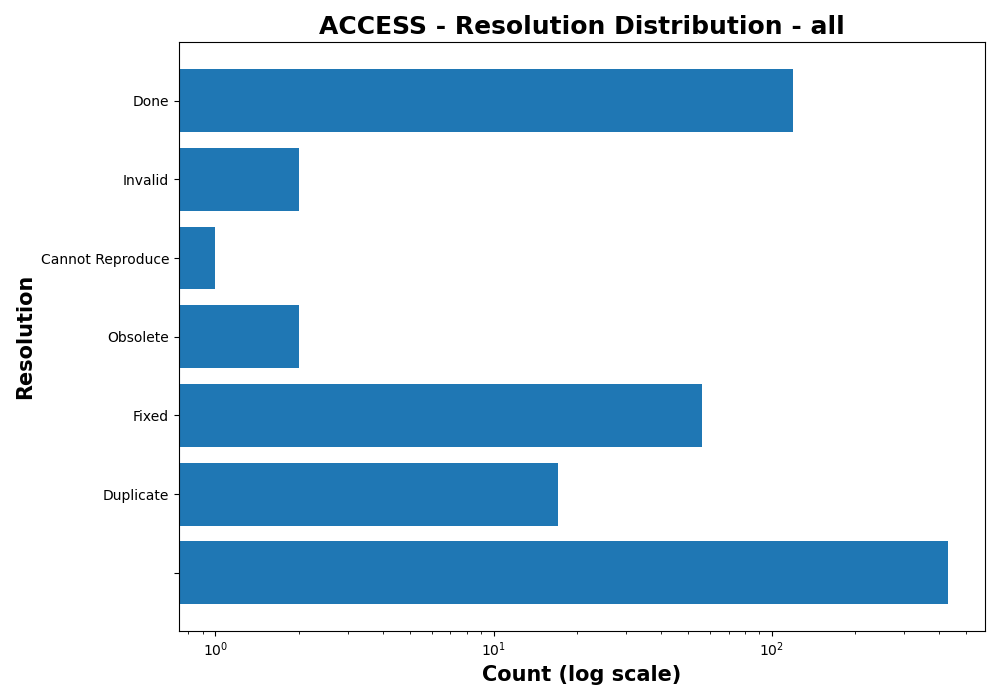 ACCESS - Resolution Distribution - all
Done
Invalid
Cannot Reproduce
Obsolete
Fixed
Duplicate
Resolution
10⁰
10¹
10²
Count (log scale)